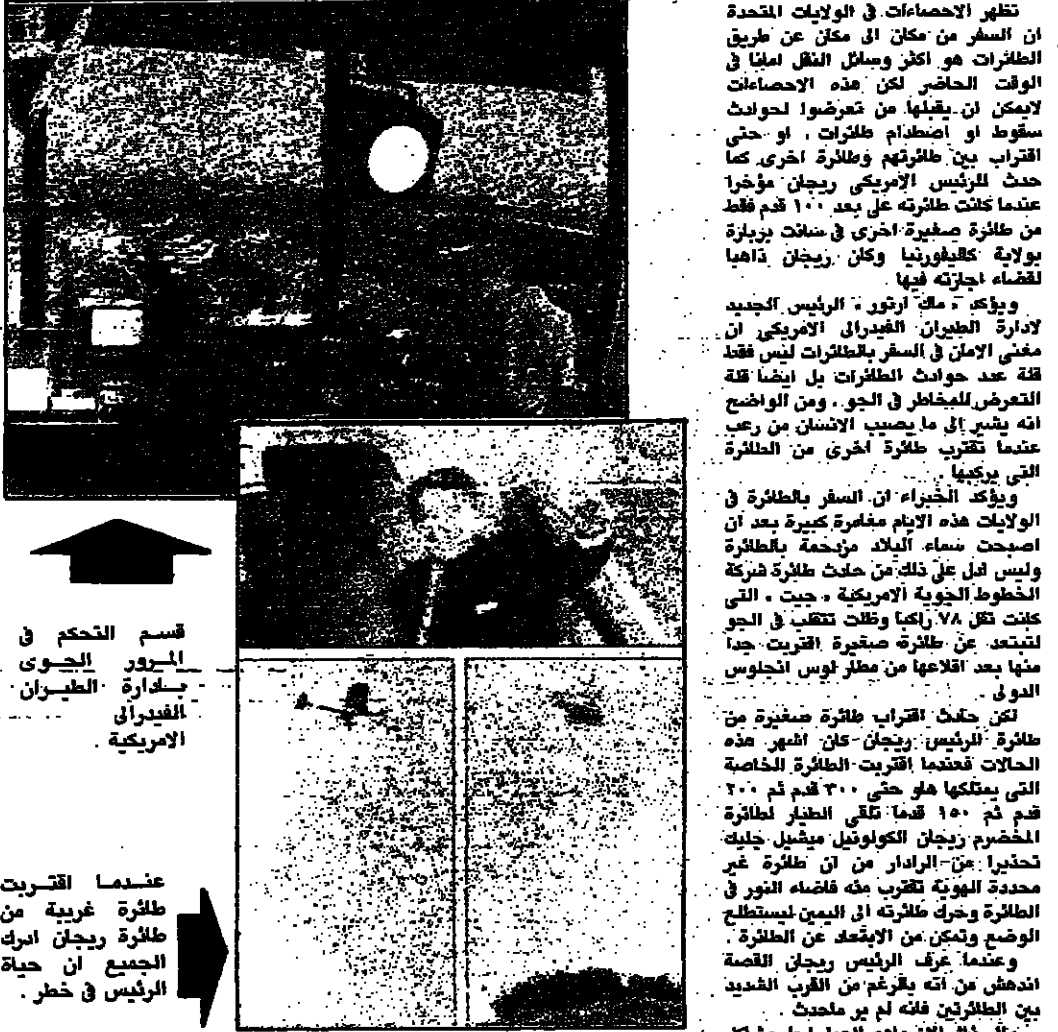 تظهر الاحصاءات في الولايات المتحدة
ان السفر من مكان الى مكان عن طريق
الطائرات هو اكثر وسائل النقل امانا في
الوقت الحاضر لكن هذه الاحصاءات
لايمكن ان يقبلها من تعرضوا لحوادث
سقوط او اصطدام طائرات ، او حتى
اقتراب بين طائرتهم وطائرة اخرى كما
حدث للرئيس الامريكى ريجان مؤخرا
عندما كانت طائرته على بعد ١٠٠ قدم فقط
من طائرة صغيرة اخرى في سانت بربارة
بولاية كاليفورنيا وكان ريجان ذاهبا
لقضاء اجازته فيها .
ويؤكد « ماك ارثور » الرئيس الجديد
لادارة الطيران الفيدرالى الامريكى ان
معنى الامان في السفر بالطائرات ليس فقط
قلة عدد حوادث الطائرات بل ايضا قلة
التعرض للمخاطر في الجو ، ومن الواضح
انه يشير إلى ما يصيب الانسان من رعب
عندما تقترب طائرة اخرى من الطائرة
التى يركبها .
ويؤكد الخبراء ان السفر بالطائرة في
الولايات هذه الايام مغامرة كبيرة بعد ان
اصبحت سماء البلاد مزدحمة بالطائرة
وليس ادل على ذلك من حادث طائرة شركة
الخطوط الجوية الامريكية « جيت » التى
كانت تقل ٧٨ راكبا وظلت تتقلب في الجو
لتبتعد عن طائرة صغيرة اقتربت جدا
منها بعد اقلاعها من مطار لوس انجلوس
الدولى .
لكن حادث اقتراب طائرة صغيرة من
طائرة الرئيس ريجان كان اشهر هذه
الحالات فعندما اقتربت الطائرة الخاصة
التى يمتلكها هاو حتى ٣٠٠ قدم ثم ٢٠٠
قدم ثم ١٥٠ قدما تلقى الطيار لطائرة
المخضرم ريجان الكولونيل ميشيل جليك
تحذيرا من الرادار من ان طائرة غير
محددة الهوية تقترب منه فاضاء النور في
الطائرة وحرك طائرته الى اليمين ليستطلع
الوضع وتمكن من الابتعاد عن الطائرة .
وعندما عرف الرئيس ريجان القصة
اندهش من انه بالرغم من القرب الشديد
بين الطائرتين فانه لم ير ماحدث .
قسم التحكم في
المرور الجوى
بادارة الطيران
الفيدرالى
الامريكية .
عندما اقتربت
طائرة غريبة من
طائرة ريجان ادرك
الجميع ان حياة
الرئيس في خطر .